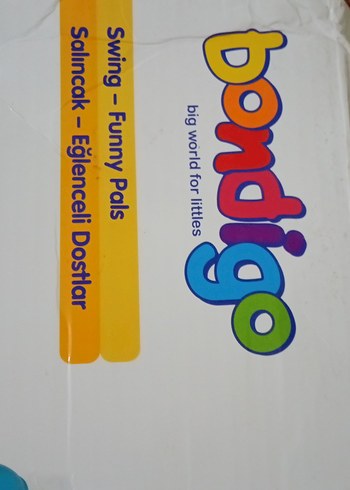 bondigo
big world for littles
Swing – Funny Pals
Salıncak – Eğlenceli Dostlar